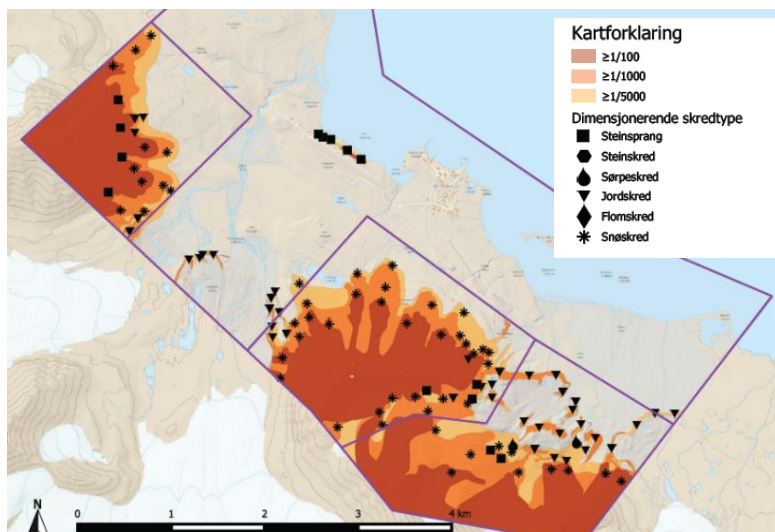 Kartforklaring
≥1/100
≥1/1000
≥1/5000
Dimensjonerende skredtype
Steinsprang
Steinskred
Sørpeskred
Jordskred
Flomskred
Snøskred
N
0 1 2 3 4 km